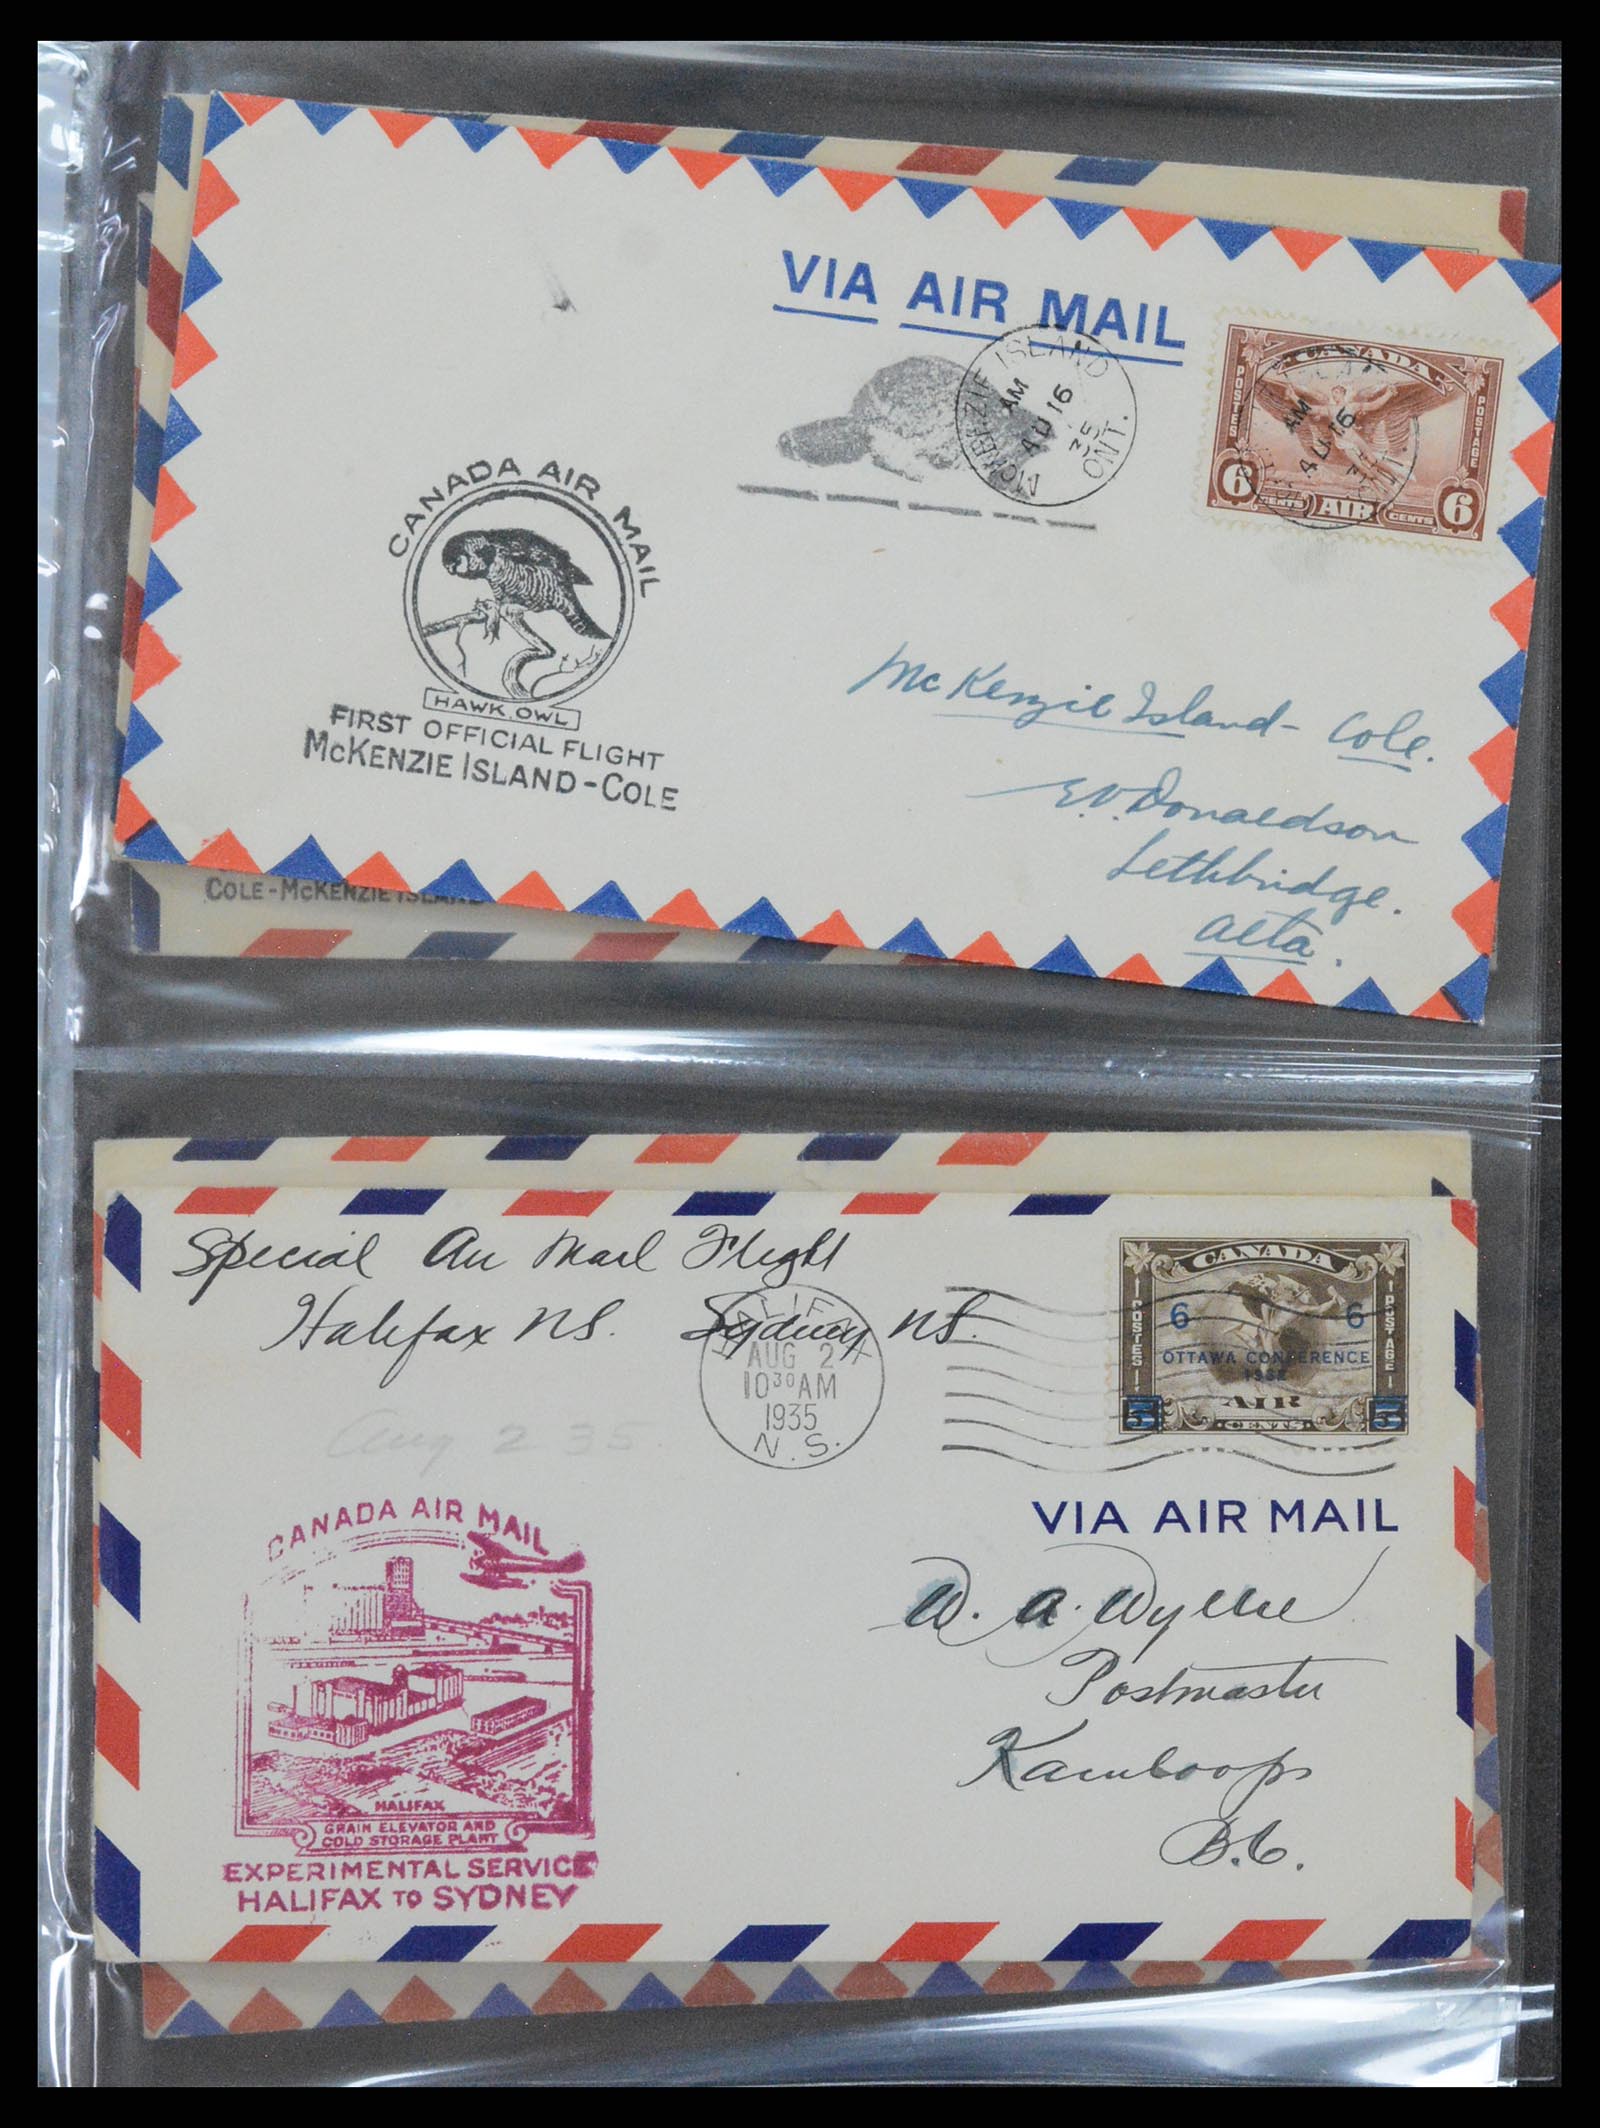 VIA AIR MAIL
MCKENZIE ISLAND
AM
AU 16
35
ONT.
CANADA
POSTES
POSTAGE
AM
AU 16
6 CENTS AIR CENTS 6
CANADA AIR MAIL
HAWK OWL
FIRST OFFICIAL FLIGHT
McKENZIE ISLAND-COLE
McKenzie Island - Cole.
E.V. Donaldson
Lethbridge.
Alta.
COLE-McKENZIE ISLAND
Special Air Mail Flight
Halifax N.S. Sydney N.S.
HALIFAX
AUG 2
10 30 AM
1935
N. S.
Aug 2 35
CANADA
POSTES
POSTAGE
6 6
OTTAWA CONFERENCE
1932
AIR
5 CENTS 5
VIA AIR MAIL
CANADA AIR MAIL
HALIFAX
GRAIN ELEVATOR AND
COLD STORAGE PLANT
EXPERIMENTAL SERVICE
HALIFAX TO SYDNEY
W. A. Wyllie
Postmaster
Kamloops
B.C.